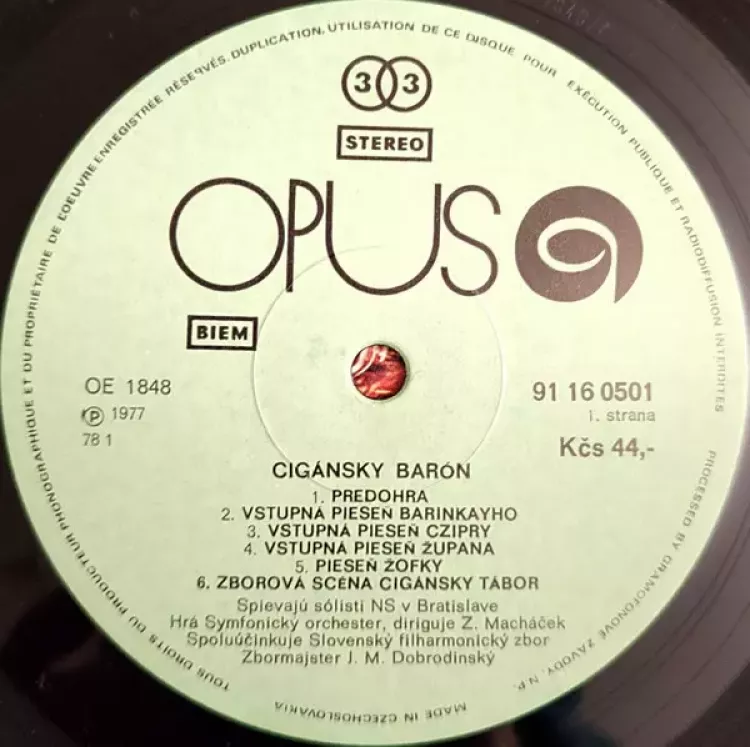 TOUS DROITS DU PRODUCTEUR PHONOGRAPHIQUE ET DU PROPRIÉTAIRE DE L'OEUVRE ENREGISTRÉE RÉSERVÉS. DUPLICATION, UTILISATION DE CE DISQUE POUR EXÉCUTION PUBLIQUE ET RADIODIFFUSION INTERDITES
33
STEREO
OPUS
BIEM
OE 1848
91 16 0501
Ⓟ 1977
1. strana
78 1
Kčs 44,-
CIGÁNSKY BARÓN
1. PREDOHRA
2. VSTUPNÁ PIESEŇ BARINKAYHO
3. VSTUPNÁ PIESEŇ CZIPRY
4. VSTUPNÁ PIESEŇ ŽUPANA
5. PIESEŇ ŽOFKY
6. ZBOROVÁ SCÉNA CIGÁNSKY TÁBOR
Spievajú sólisti NS v Bratislave
Hrá Symfonický orchester, diriguje Z. Macháček
Spoluúčinkuje Slovenský filharmonický zbor
Zbormajster J. M. Dobrodinský
PROCESSED BY GRAMOFONOVÉ ZÁVODY, N.P.
MADE IN CZECHOSLOVAKIA